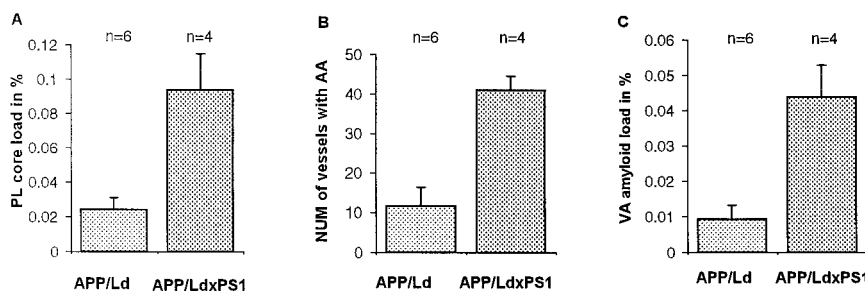 A
n=6 n=4
PL core load in %
0.12
0.1
0.08
0.06
0.04
0.02
0
APP/Ld APP/LdxPS1
B
n=6 n=4
NUM of vessels with AA
50
40
30
20
10
0
APP/Ld APP/LdxPS1
C
n=6 n=4
VA amyloid load in %
0.06
0.05
0.04
0.03
0.02
0.01
0
APP/Ld APP/LdxPS1